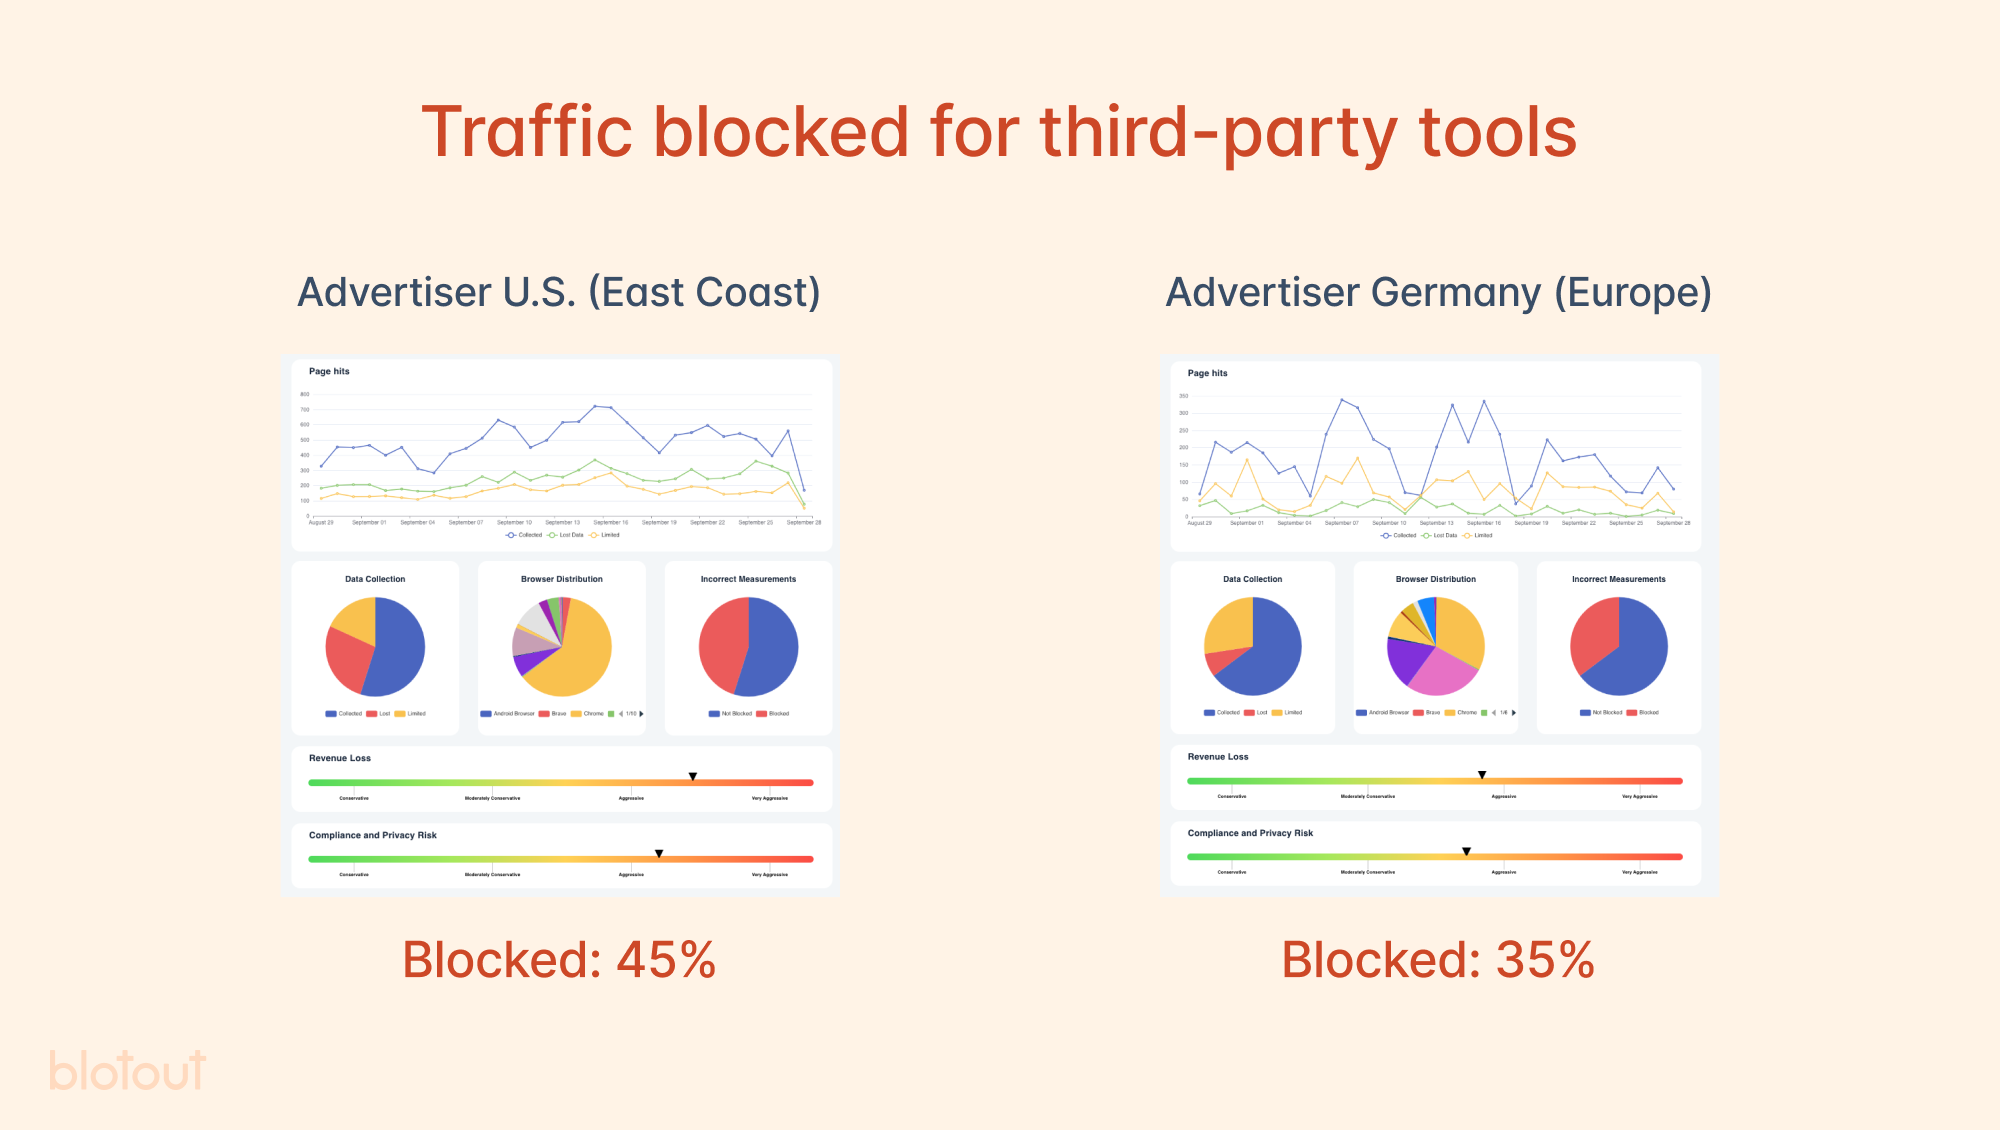 Traffic blocked for third-party tools
Advertiser U.S. (East Coast)
Page hits
800
700
600
500
400
300
200
100
0
August 29 September 01 September 04 September 07 September 10 September 13 September 16 September 19 September 22 September 25 September 28
Collected Lost Data Limited
Data Collection
Collected Lost Limited
Browser Distribution
Android Browser Brave Chrome 1/10
Incorrect Measurements
Not Blocked Blocked
Revenue Loss
Conservative Moderately Conservative Aggressive Very Aggressive
Compliance and Privacy Risk
Conservative Moderately Conservative Aggressive Very Aggressive
Blocked: 45%
Advertiser Germany (Europe)
Page hits
350
300
250
200
150
100
50
0
August 29 September 01 September 04 September 07 September 10 September 13 September 16 September 19 September 22 September 25 September 28
Collected Lost Data Limited
Data Collection
Collected Lost Limited
Browser Distribution
Android Browser Brave Chrome 1/8
Incorrect Measurements
Not Blocked Blocked
Revenue Loss
Conservative Moderately Conservative Aggressive Very Aggressive
Compliance and Privacy Risk
Conservative Moderately Conservative Aggressive Very Aggressive
Blocked: 35%
blotout